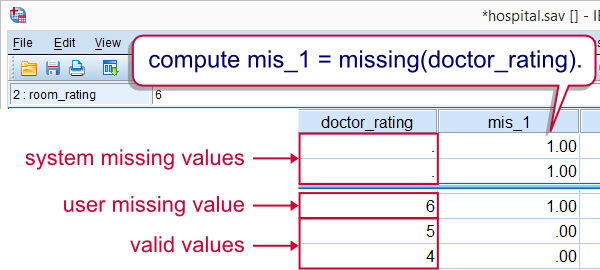 *hospital.sav [] - IE
File Edit View
compute mis_1 = missing(doctor_rating).
2 : room_rating 6
doctor_rating mis_1
system missing values . 1.00
. 1.00
user missing value 6 1.00
valid values 5 .00
4 .00